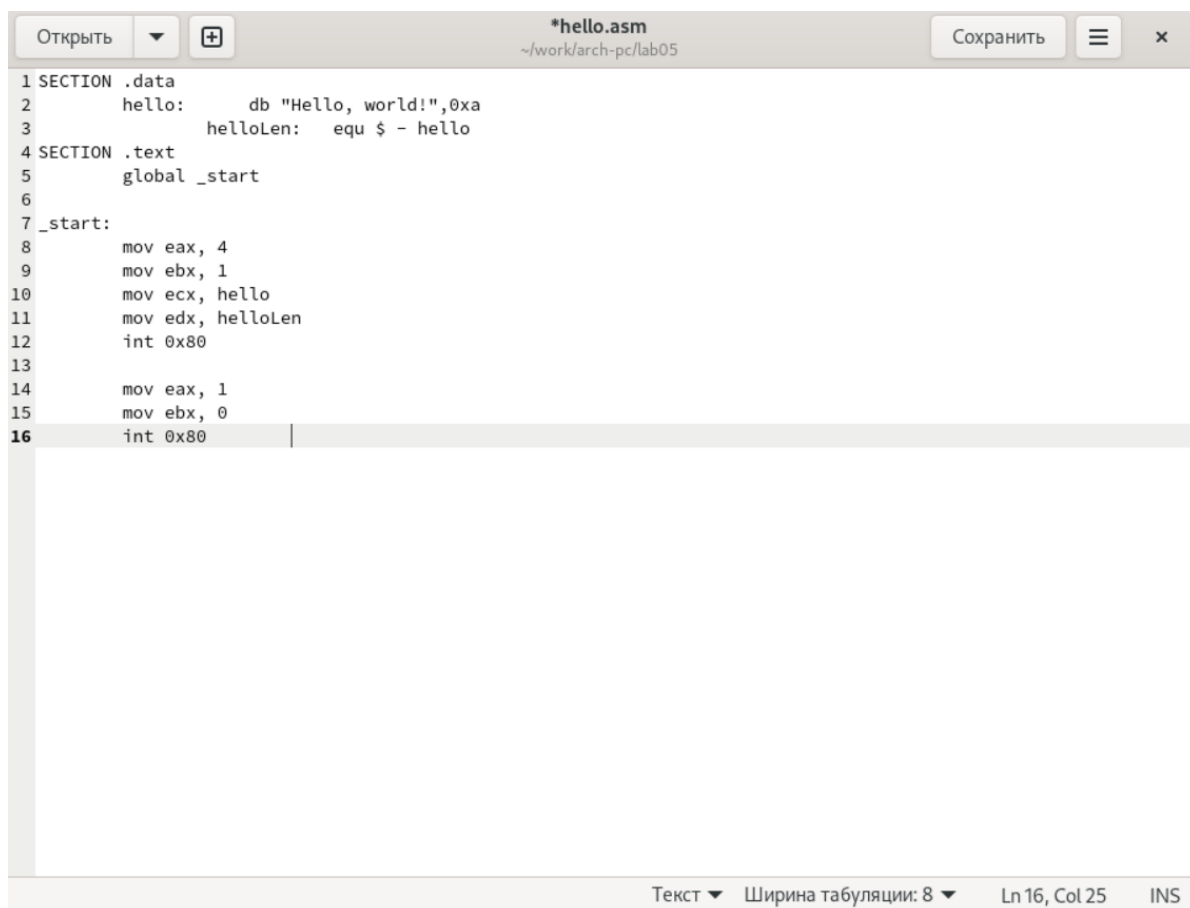 Открыть
*hello.asm
~/work/arch-pc/lab05
Сохранить
1 SECTION .data
2 hello: db "Hello, world!",0xa
3 helloLen: equ $ - hello
4 SECTION .text
5 global _start
6
7 _start:
8 mov eax, 4
9 mov ebx, 1
10 mov ecx, hello
11 mov edx, helloLen
12 int 0x80
13
14 mov eax, 1
15 mov ebx, 0
16 int 0x80
Текст Ширина табуляции: 8 Ln 16, Col 25 INS